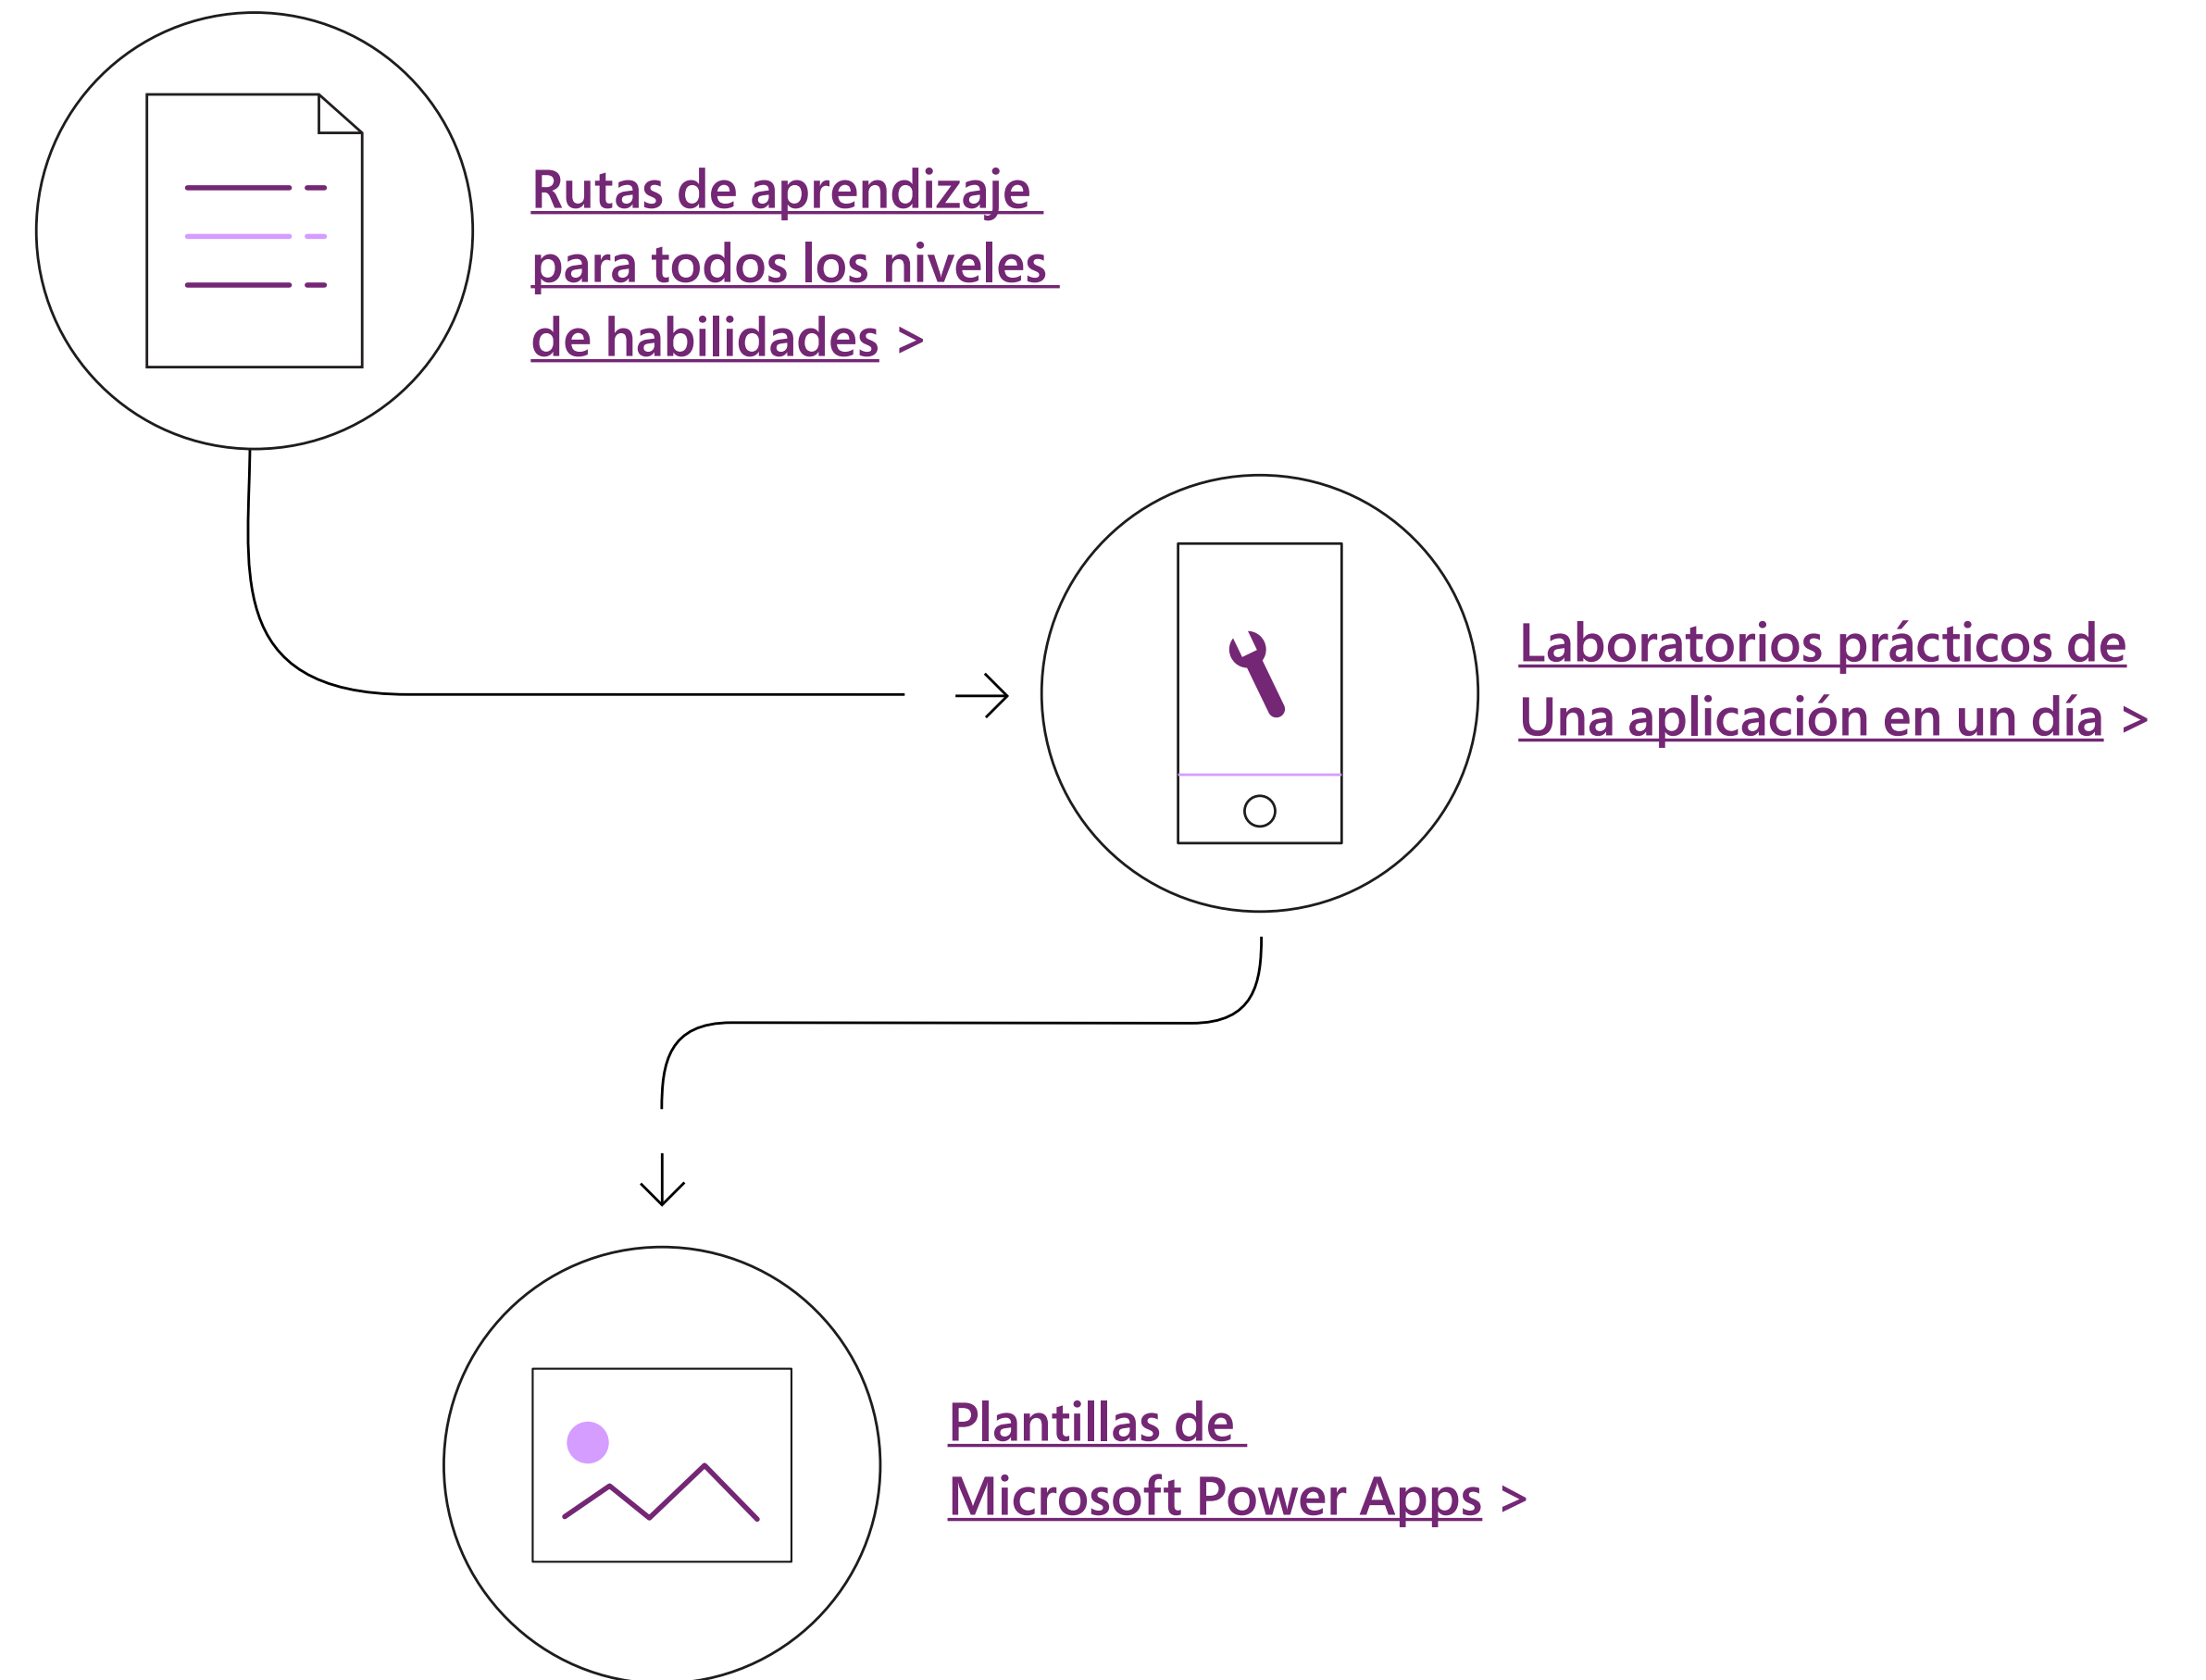 Rutas de aprendizaje
para todos los niveles
de habilidades >
Laboratorios prácticos de
Una aplicación en un día >
Plantillas de
Microsoft Power Apps >